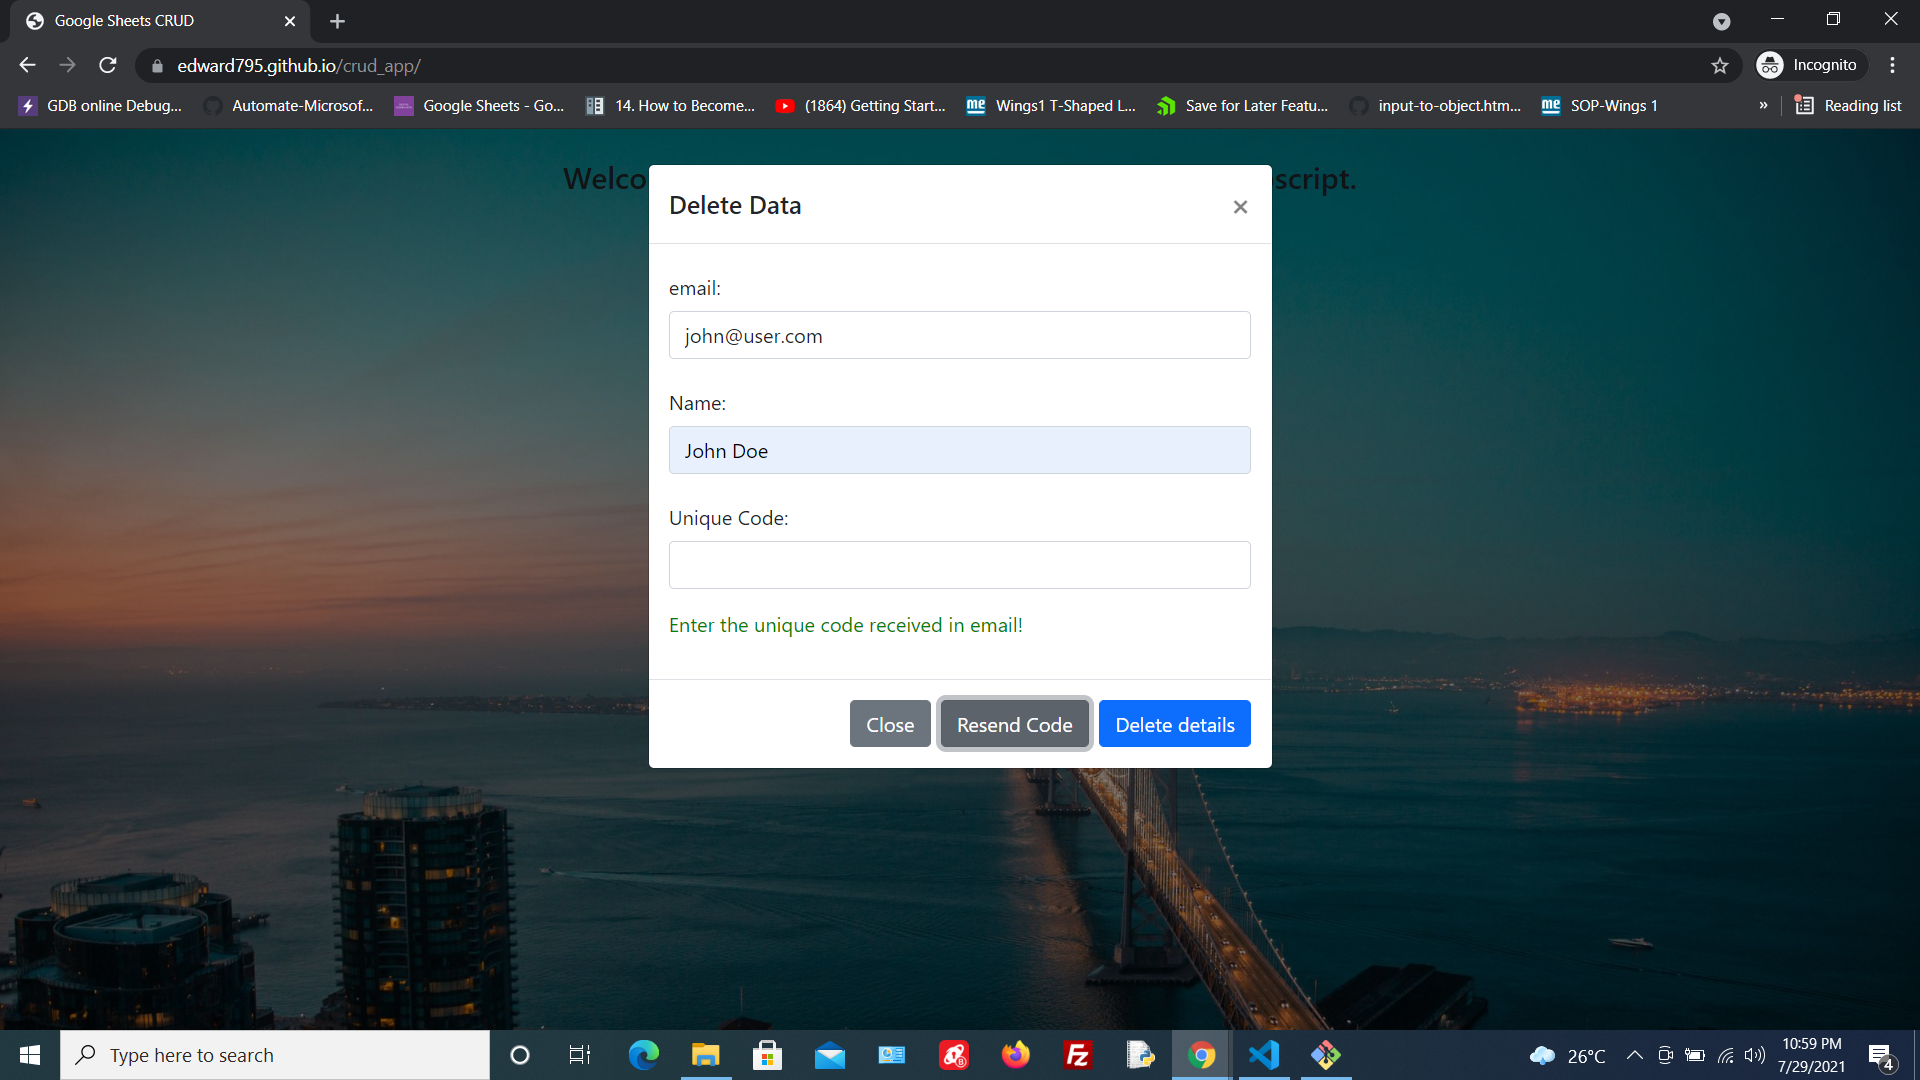 Google Sheets CRUD
edward795.github.io/crud_app/
Incognito
GDB online Debug...
Automate-Microsof...
Google Sheets - Go...
14. How to Become...
(1864) Getting Start...
Wings1 T-Shaped L...
Save for Later Featu...
input-to-object.htm...
SOP-Wings 1
»
Reading list
Welco
script.
Delete Data
email:
john@user.com
Name:
John Doe
Unique Code:
Enter the unique code received in email!
Close
Resend Code
Delete details
Type here to search
26°C
10:59 PM
7/29/2021
4